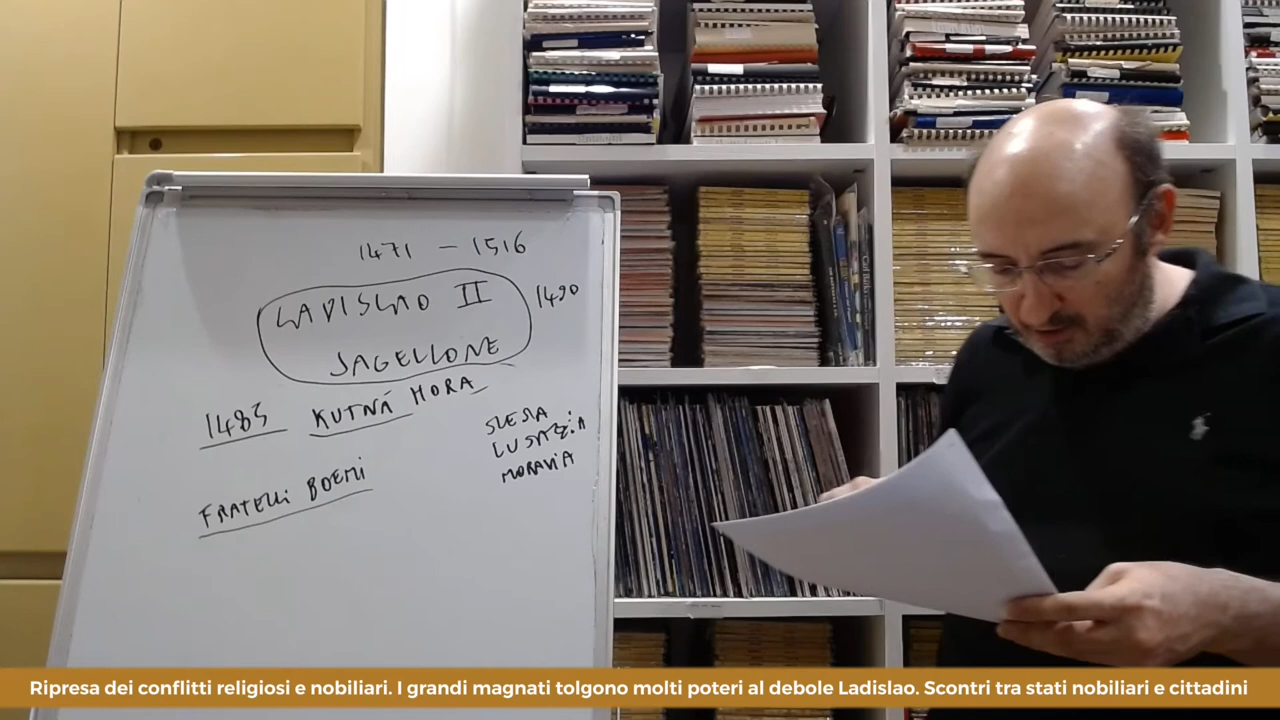 1471 - 1516
LADISLAO II
1490
JAGELLONE
1485 KUTNÁ HORA
SLESIA
LUSAZIA
MORAVIA
FRATELLI BOEMI
Ripresa dei conflitti religiosi e nobiliari. I grandi magnati tolgono molti poteri al debole Ladislao. Scontri tra stati nobiliari e cittadini